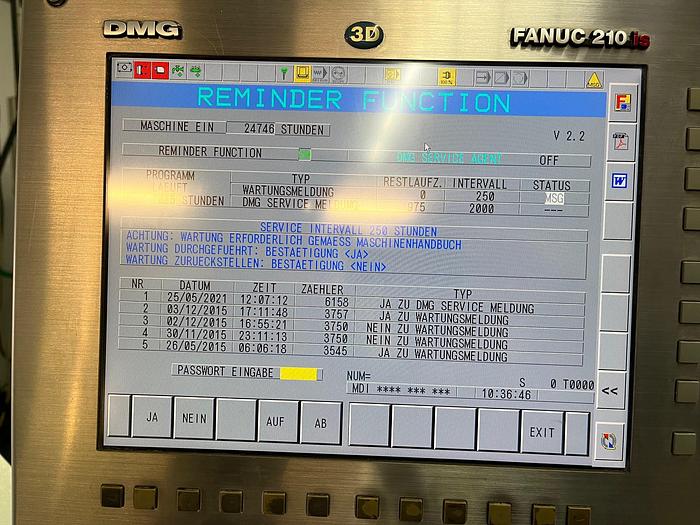 DMG
3D
FANUC 210 is
REMINDER FUNCTION
MASCHINE EIN 24746 STUNDEN
V 2.2
REMINDER FUNCTION DMG SERVICE AGENT OFF
PROGRAMM LAEUFT STUNDEN
TYP RESTLAUFZ. INTERVALL STATUS
WARTUNGSMELDUNG 0 250 MSG
DMG SERVICE MELDUNG 975 2000 ---
SERVICE INTERVALL 250 STUNDEN
ACHTUNG: WARTUNG ERFORDERLICH GEMAESS MASCHINENHANDBUCH
WARTUNG DURCHGEFUEHRT: BESTAETIGUNG <JA>
WARTUNG ZURUECKSTELLEN: BESTAETIGUNG <NEIN>
NR DATUM ZEIT ZAEHLER TYP
1 25/05/2021 12:07:12 6158 JA ZU DMG SERVICE MELDUNG
2 03/12/2015 17:11:48 3757 JA ZU WARTUNGSMELDUNG
3 02/12/2015 16:55:21 3750 NEIN ZU WARTUNGSMELDUNG
4 30/11/2015 23:11:13 3750 NEIN ZU WARTUNGSMELDUNG
5 26/05/2015 06:06:18 3545 JA ZU WARTUNGSMELDUNG
PASSWORT EINGABE
NUM=
S 0 T0000
MDI **** *** *** 10:36:46
<<
JA NEIN AUF AB EXIT